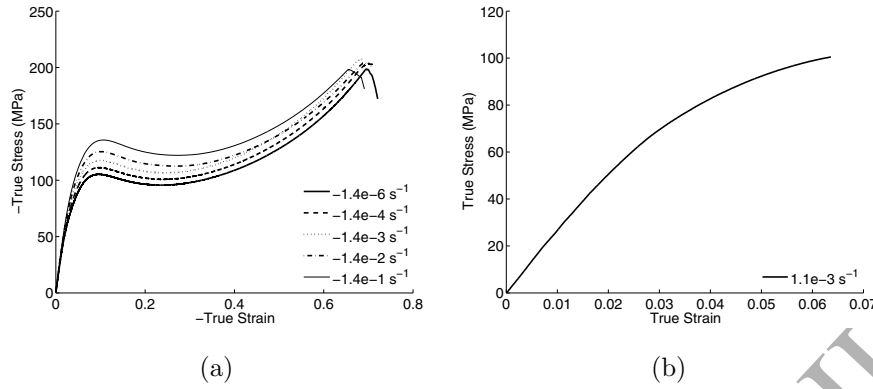 250
200
150
100
50
0
−True Stress (MPa)
−1.4e−6 s−1
−1.4e−4 s−1
−1.4e−3 s−1
−1.4e−2 s−1
−1.4e−1 s−1
0 0.2 0.4 0.6 0.8
−True Strain
(a)
120
100
80
60
40
20
0
True Stress (MPa)
1.1e−3 s−1
0 0.01 0.02 0.03 0.04 0.05 0.06 0.07
True Strain
(b)